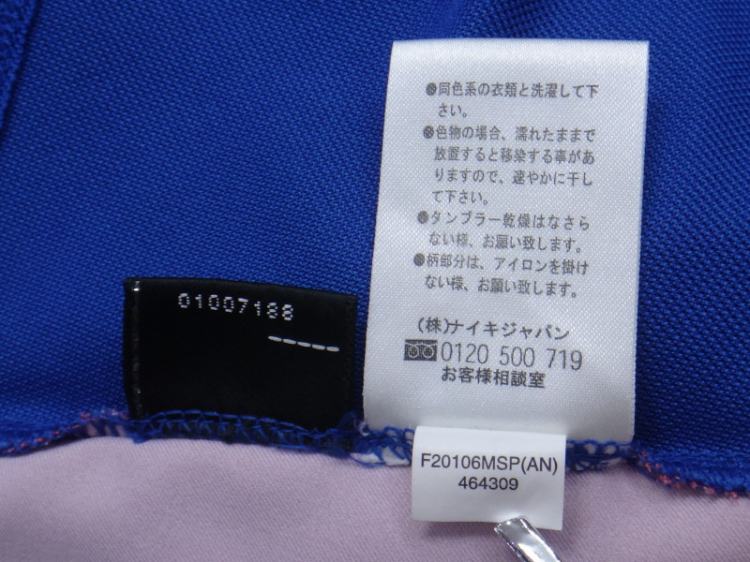 ●同色系の衣類と洗濯して下
さい。
●色物の場合、濡れたままで
放置すると移染する事があ
りますので、速やかに干し
て下さい。
●タンブラー乾燥はなさら
ない様、お願い致します。
●柄部分は、アイロンを掛け
ない様、お願い致します。
(株)ナイキジャパン
0120 500 719
お客様相談室
01007188
-----
F20106MSP(AN)
464309